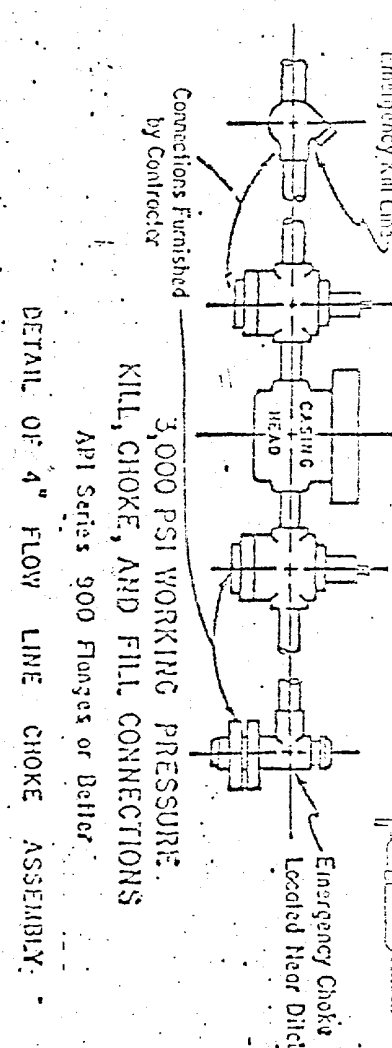 Emergency Kill Line
Connections Furnished
by Contractor
CASING
HEAD
Emergency Choke
Located Near Ditch
3,000 PSI WORKING PRESSURE.
KILL, CHOKE, AND FILL CONNECTIONS
API Series 900 Flanges or Better
DETAIL OF 4" FLOW LINE CHOKE ASSEMBLY.